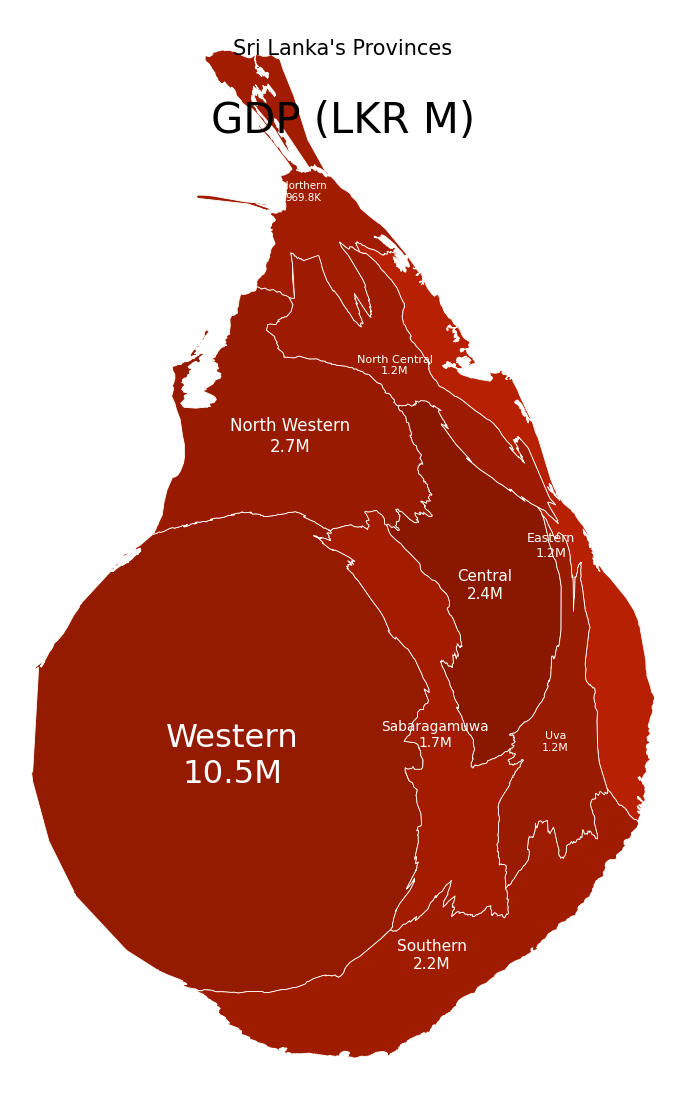 Sri Lanka's Provinces
GDP (LKR M)
Northern
969.8K
North Central
1.2M
North Western
2.7M
Eastern
1.2M
Central
2.4M
Sabaragamuwa
1.7M
Western
10.5M
Uva
1.2M
Southern
2.2M